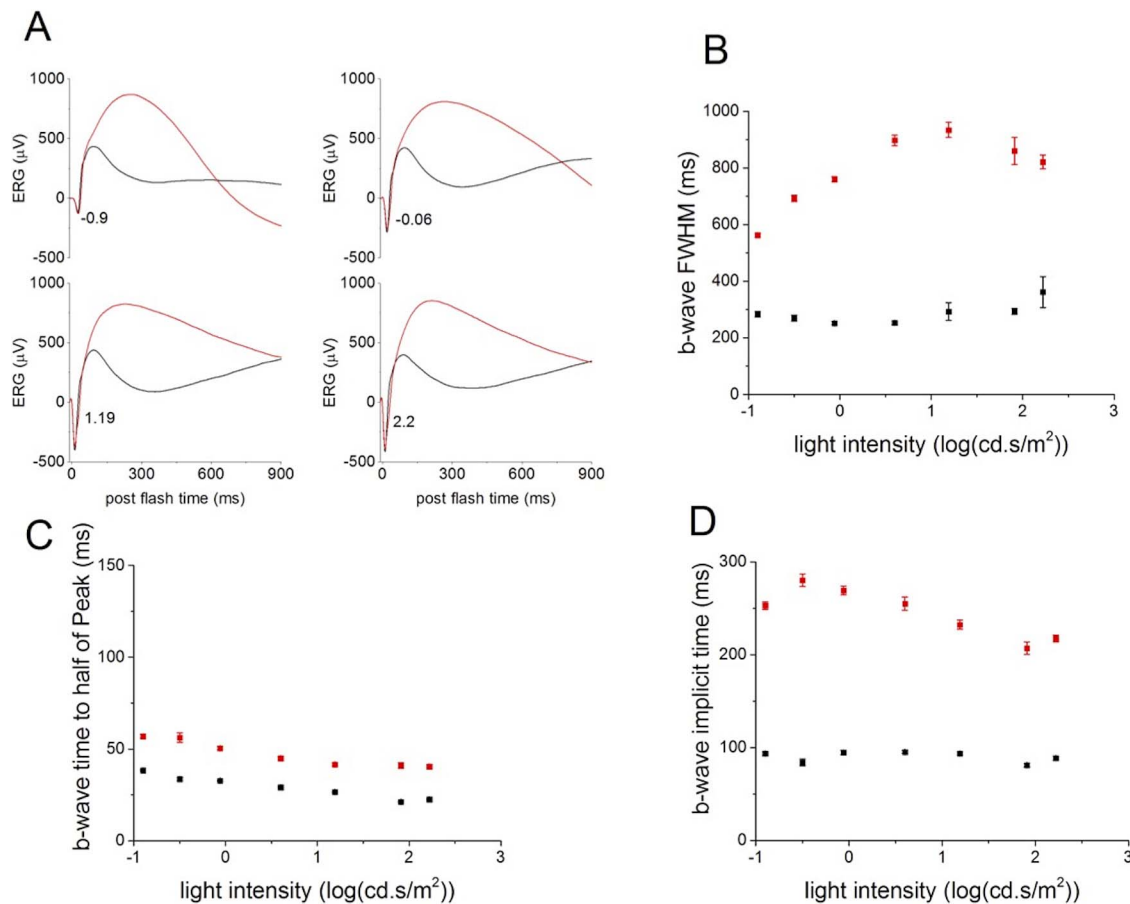 A
1000
500
0
-500
ERG (µV)
-0.9
1000
500
0
-500
ERG (µV)
-0.06
1000
500
0
-500
ERG (µV)
1.19
0 300 600 900
post flash time (ms)
1000
500
0
-500
ERG (µV)
2.2
0 300 600 900
post flash time (ms)
B
1000
800
600
400
200
0
b-wave FWHM (ms)
-1 0 1 2 3
light intensity (log(cd.s/m²))
C
150
100
50
0
b-wave time to half of Peak (ms)
-1 0 1 2 3
light intensity (log(cd.s/m²))
D
300
200
100
0
b-wave implicit time (ms)
-1 0 1 2 3
light intensity (log(cd.s/m²))